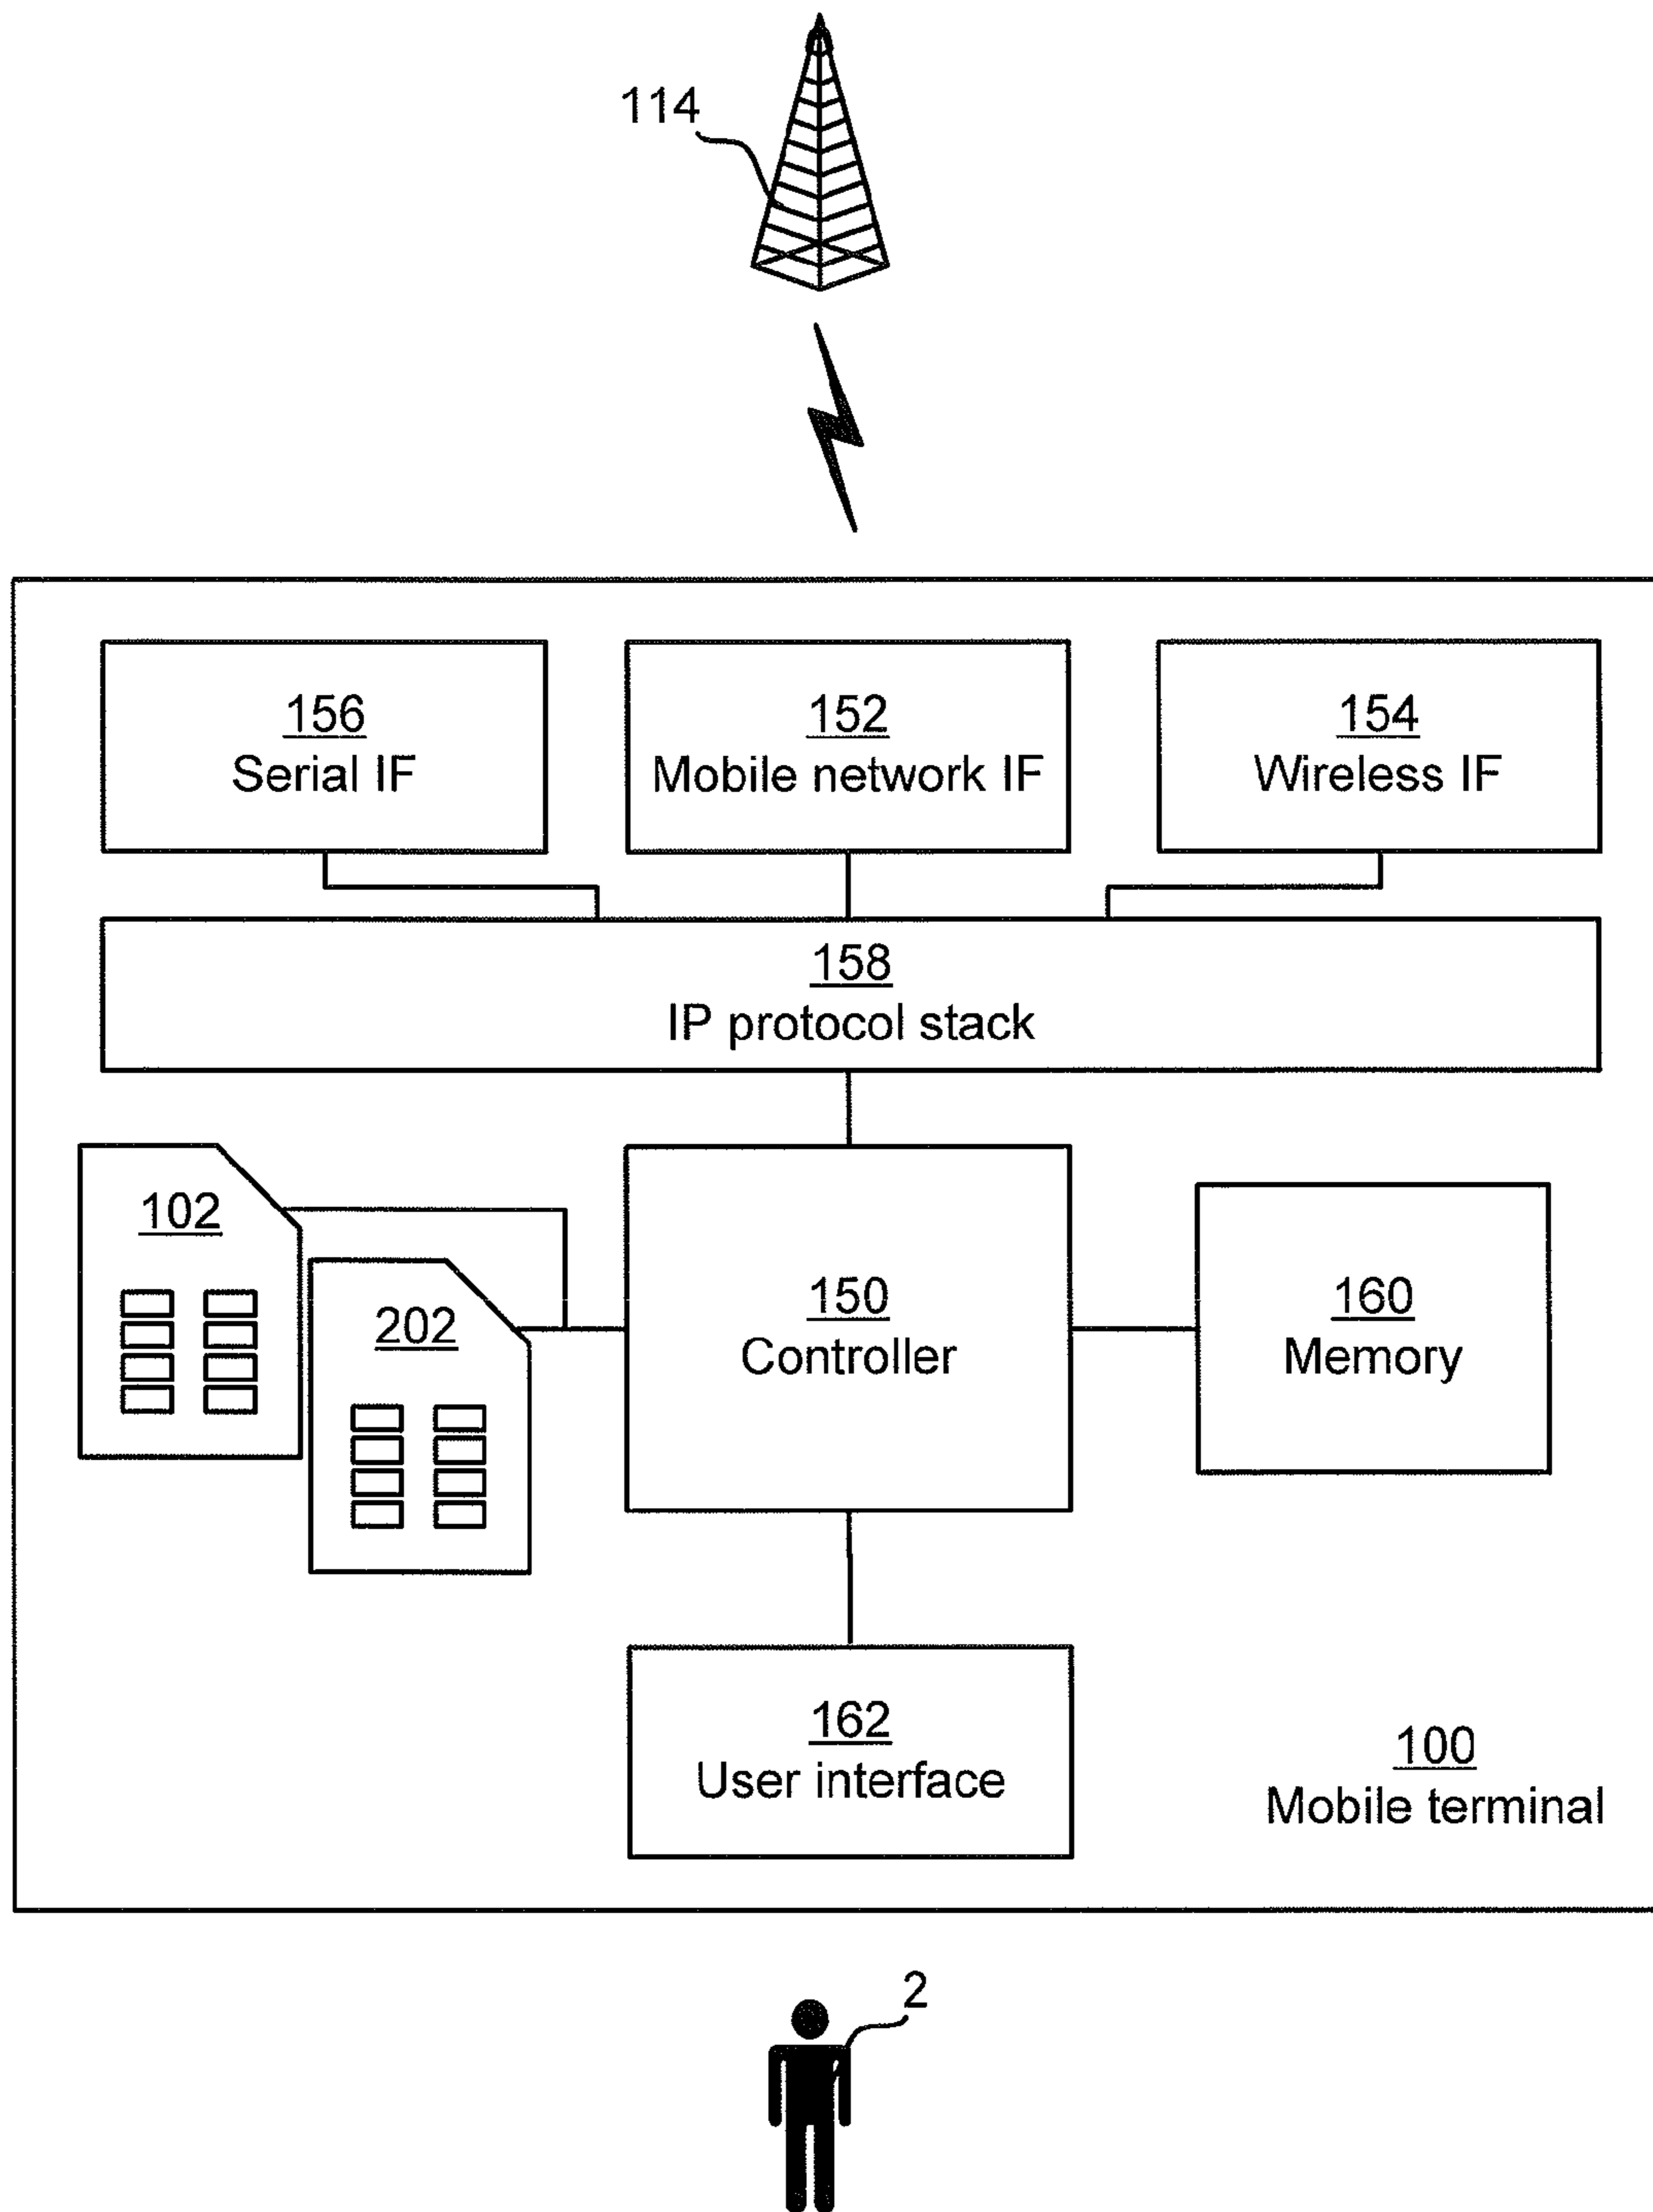 114
156
Serial IF
152
Mobile network IF
154
Wireless IF
158
IP protocol stack
102
202
150
Controller
160
Memory
162
User interface
100
Mobile terminal
2